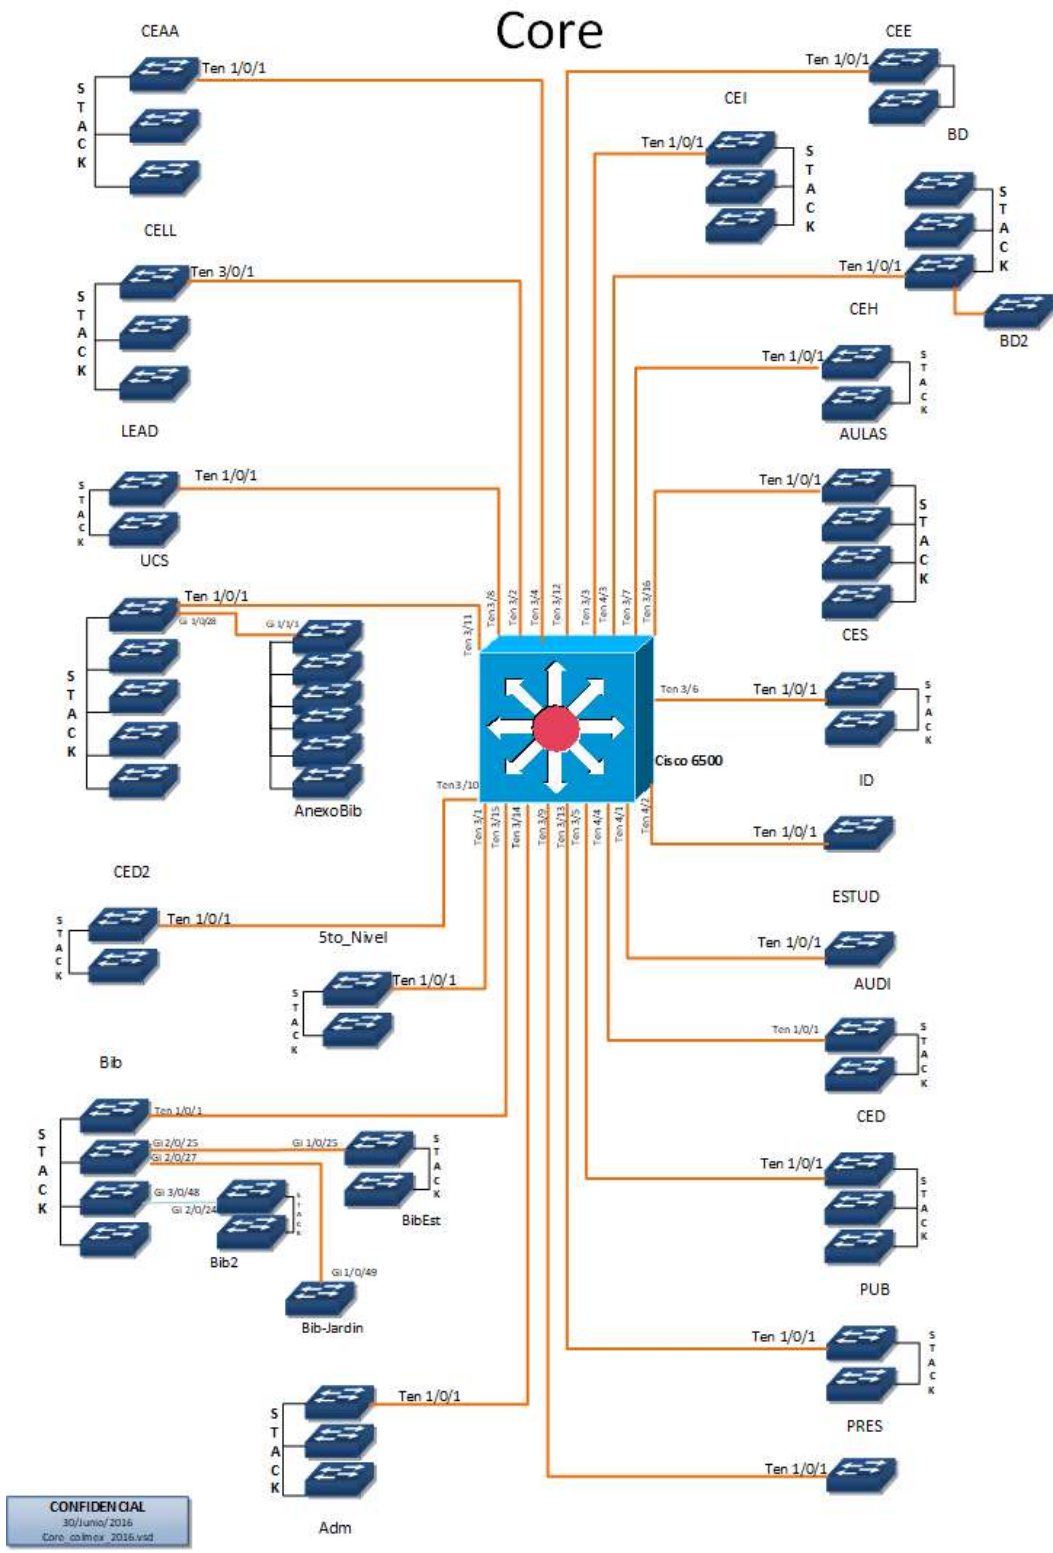 Core
CEAA
Ten 1/0/1
STACK
CEE
Ten 1/0/1
BD
CEI
Ten 1/0/1
STACK
STACK
Ten 1/0/1
CEH
BD2
CELL
Ten 3/0/1
STACK
LEAD
Ten 1/0/1
STACK
AULAS
Ten 1/0/1
STACK
UCS
Ten 1/0/1
STACK
CES
Ten 1/0/1
Gi 1/0/28
Gi 1/1/1
STACK
AnexoBib
Ten 3/11
Ten 3/8
Ten 3/2
Ten 3/4
Ten 3/12
Ten 3/3
Ten 4/3
Ten 3/7
Ten 3/16
Ten 3/6
Ten 1/0/1
STACK
ID
Cisco 6500
Ten 3/10
Ten 3/1
Ten 3/15
Ten 3/14
Ten 3/9
Ten 3/13
Ten 3/5
Ten 4/4
Ten 4/1
Ten 4/2
Ten 1/0/1
ESTUD
CED2
Ten 1/0/1
STACK
5to_Nivel
Ten 1/0/1
STACK
Ten 1/0/1
AUDI
Ten 1/0/1
STACK
CED
Bib
Ten 1/0/1
STACK
Gi 2/0/25
Gi 1/0/25
Gi 2/0/27
STACK
BibEst
Gi 3/0/48
Gi 2/0/24
STACK
Bib2
Gi 1/0/49
Bib-Jardin
Ten 1/0/1
STACK
PUB
Ten 1/0/1
STACK
PRES
Ten 1/0/1
Ten 1/0/1
STACK
Adm
CONFIDENCIAL
30/Junio/2016
Core_colmex_2016.vsd